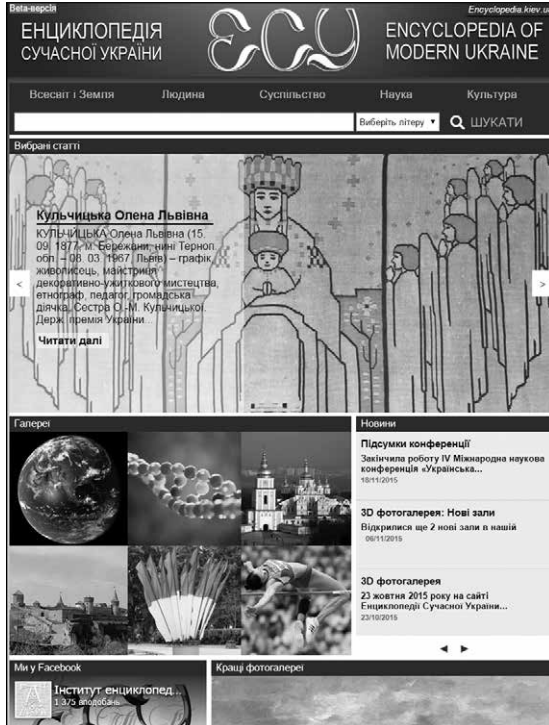 Beta-версія
Encyclopedia.kiev.ua
ЕНЦИКЛОПЕДІЯ
СУЧАСНОЇ УКРАЇНИ
ЕСУ
ENCYCLOPEDIA OF
MODERN UKRAINE
Всесвіт і Земля Людина Суспільство Наука Культура
Виберіть літеру ▼ ШУКАТИ
Вибрані статті
Кульчицька Олена Львівна
КУЛЬЧИЦЬКА Олена Львівна (15.
09. 1877, м. Бережани, нині Терноп.
обл. – 08. 03. 1967, Львів) – графік,
живописець, майстриня
декоративно-ужиткового мистецтва,
етнограф, педагог, громадська
діячка. Сестра О.-М. Кульчицької.
Держ. премія України...
Читати далі
< >
Галереї
Новини
Підсумки конференції
Закінчила роботу IV Міжнародна наукова
конференція «Українська...
18/11/2015
3D фотогалерея: Нові зали
Відкрилися ще 2 нові зали в нашій
06/11/2015
3D фотогалерея
23 жовтня 2015 року на сайті
Енциклопедії Сучасної України...
23/10/2015
◄ ►
Ми у Facebook
Кращі фотогалереї
Інститут енциклопед...
1 375 вподобань